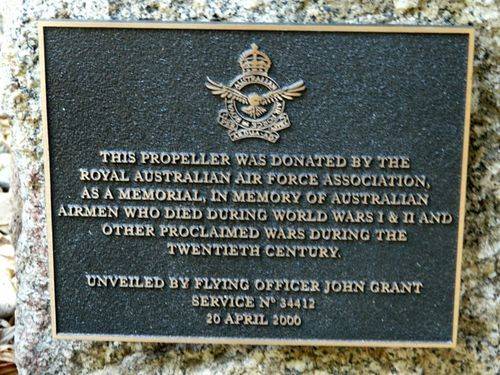 THIS PROPELLER WAS DONATED BY THE
ROYAL AUSTRALIAN AIR FORCE ASSOCIATION,
AS A MEMORIAL, IN MEMORY OF AUSTRALIAN
AIRMEN WHO DIED DURING WORLD WARS I & II AND
OTHER PROCLAIMED WARS DURING THE
TWENTIETH CENTURY.
UNVEILED BY FLYING OFFICER JOHN GRANT
SERVICE Nº 34412
20 APRIL 2000